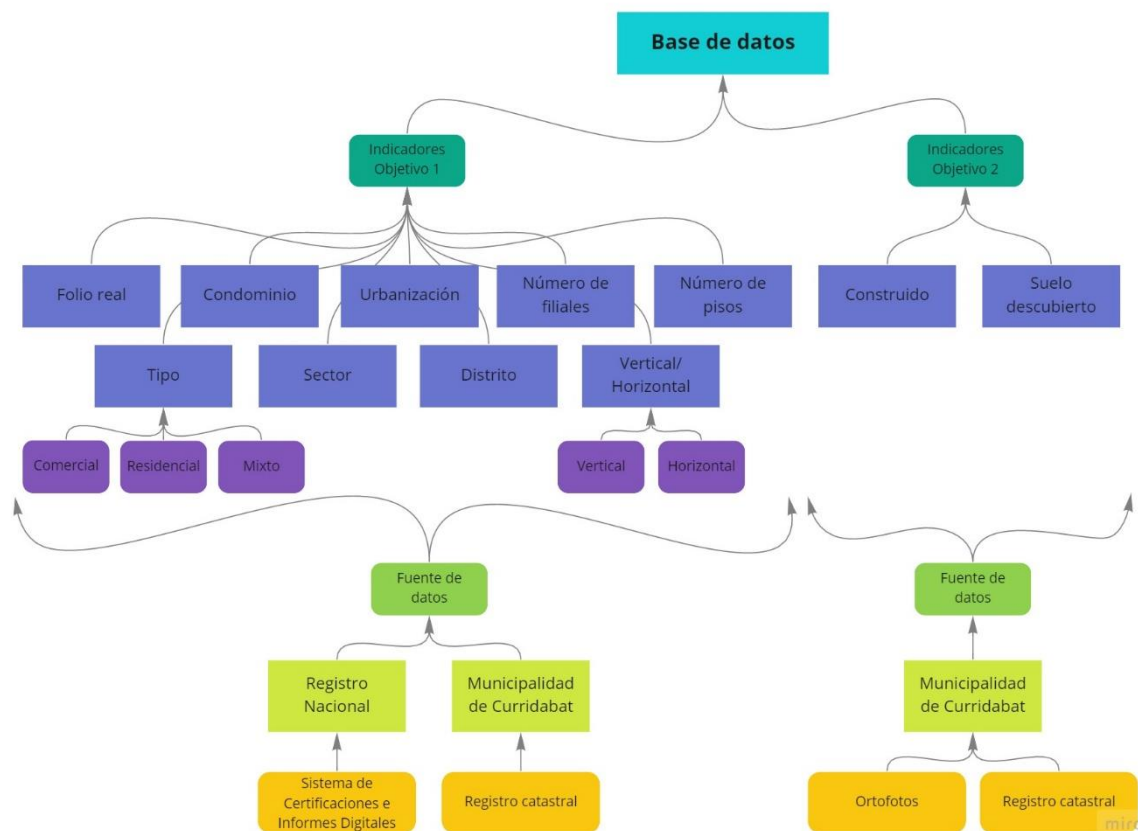 Base de datos
Indicadores
Objetivo 1
Indicadores
Objetivo 2
Folio real
Condominio
Urbanización
Número de
filiales
Número de
pisos
Construido
Suelo
descubierto
Tipo
Sector
Distrito
Vertical/
Horizontal
Comercial
Residencial
Mixto
Vertical
Horizontal
Fuente de
datos
Fuente de
datos
Registro
Nacional
Municipalidad
de Curridabat
Municipalidad
de Curridabat
Sistema de
Certificaciones e
Informes Digitales
Registro catastral
Ortofotos
Registro catastral